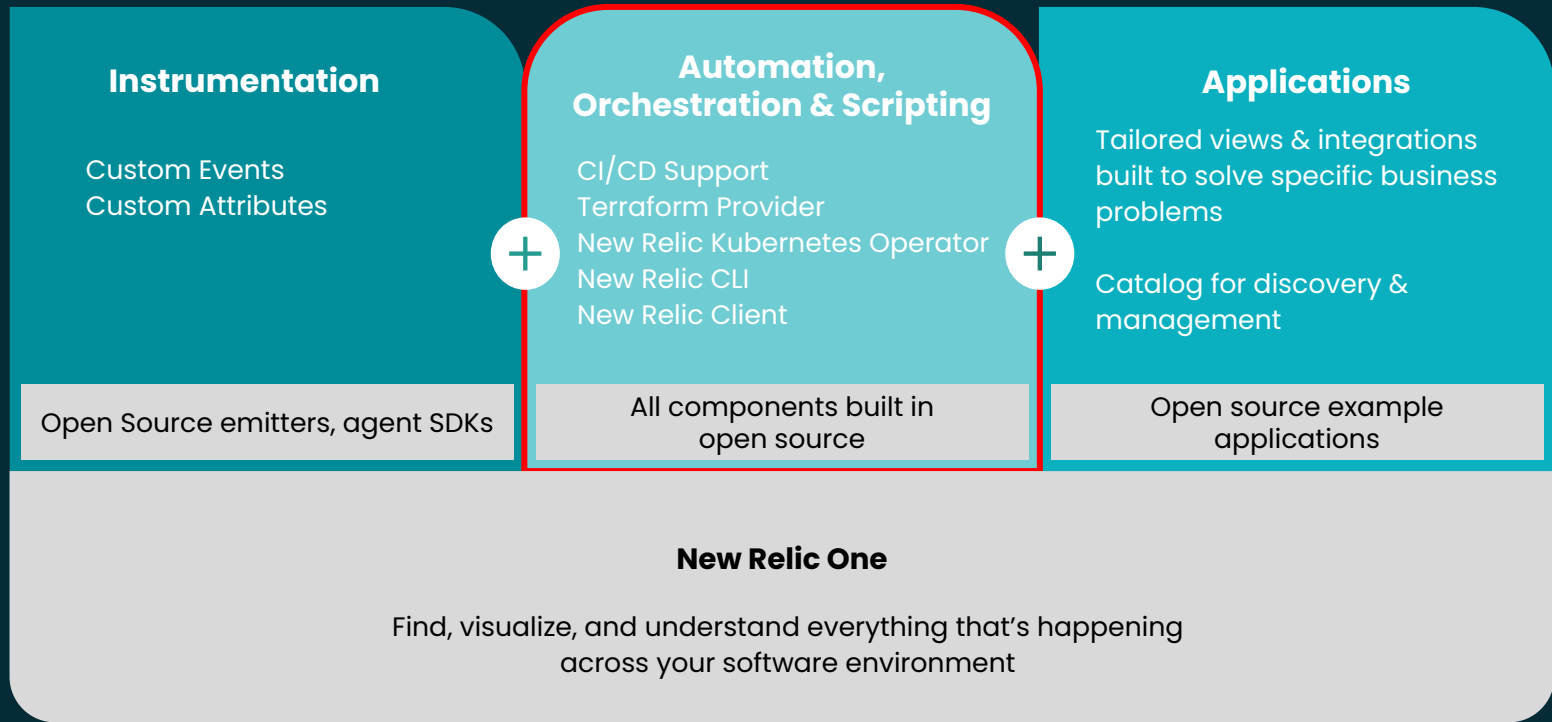 Instrumentation
Custom Events
Custom Attributes
Open Source emitters, agent SDKs
Automation,
Orchestration & Scripting
CI/CD Support
Terraform Provider
New Relic Kubernetes Operator
New Relic CLI
New Relic Client
All components built in
open source
Applications
Tailored views & integrations
built to solve specific business
problems
Catalog for discovery &
management
Open source example
applications
New Relic One
Find, visualize, and understand everything that’s happening
across your software environment